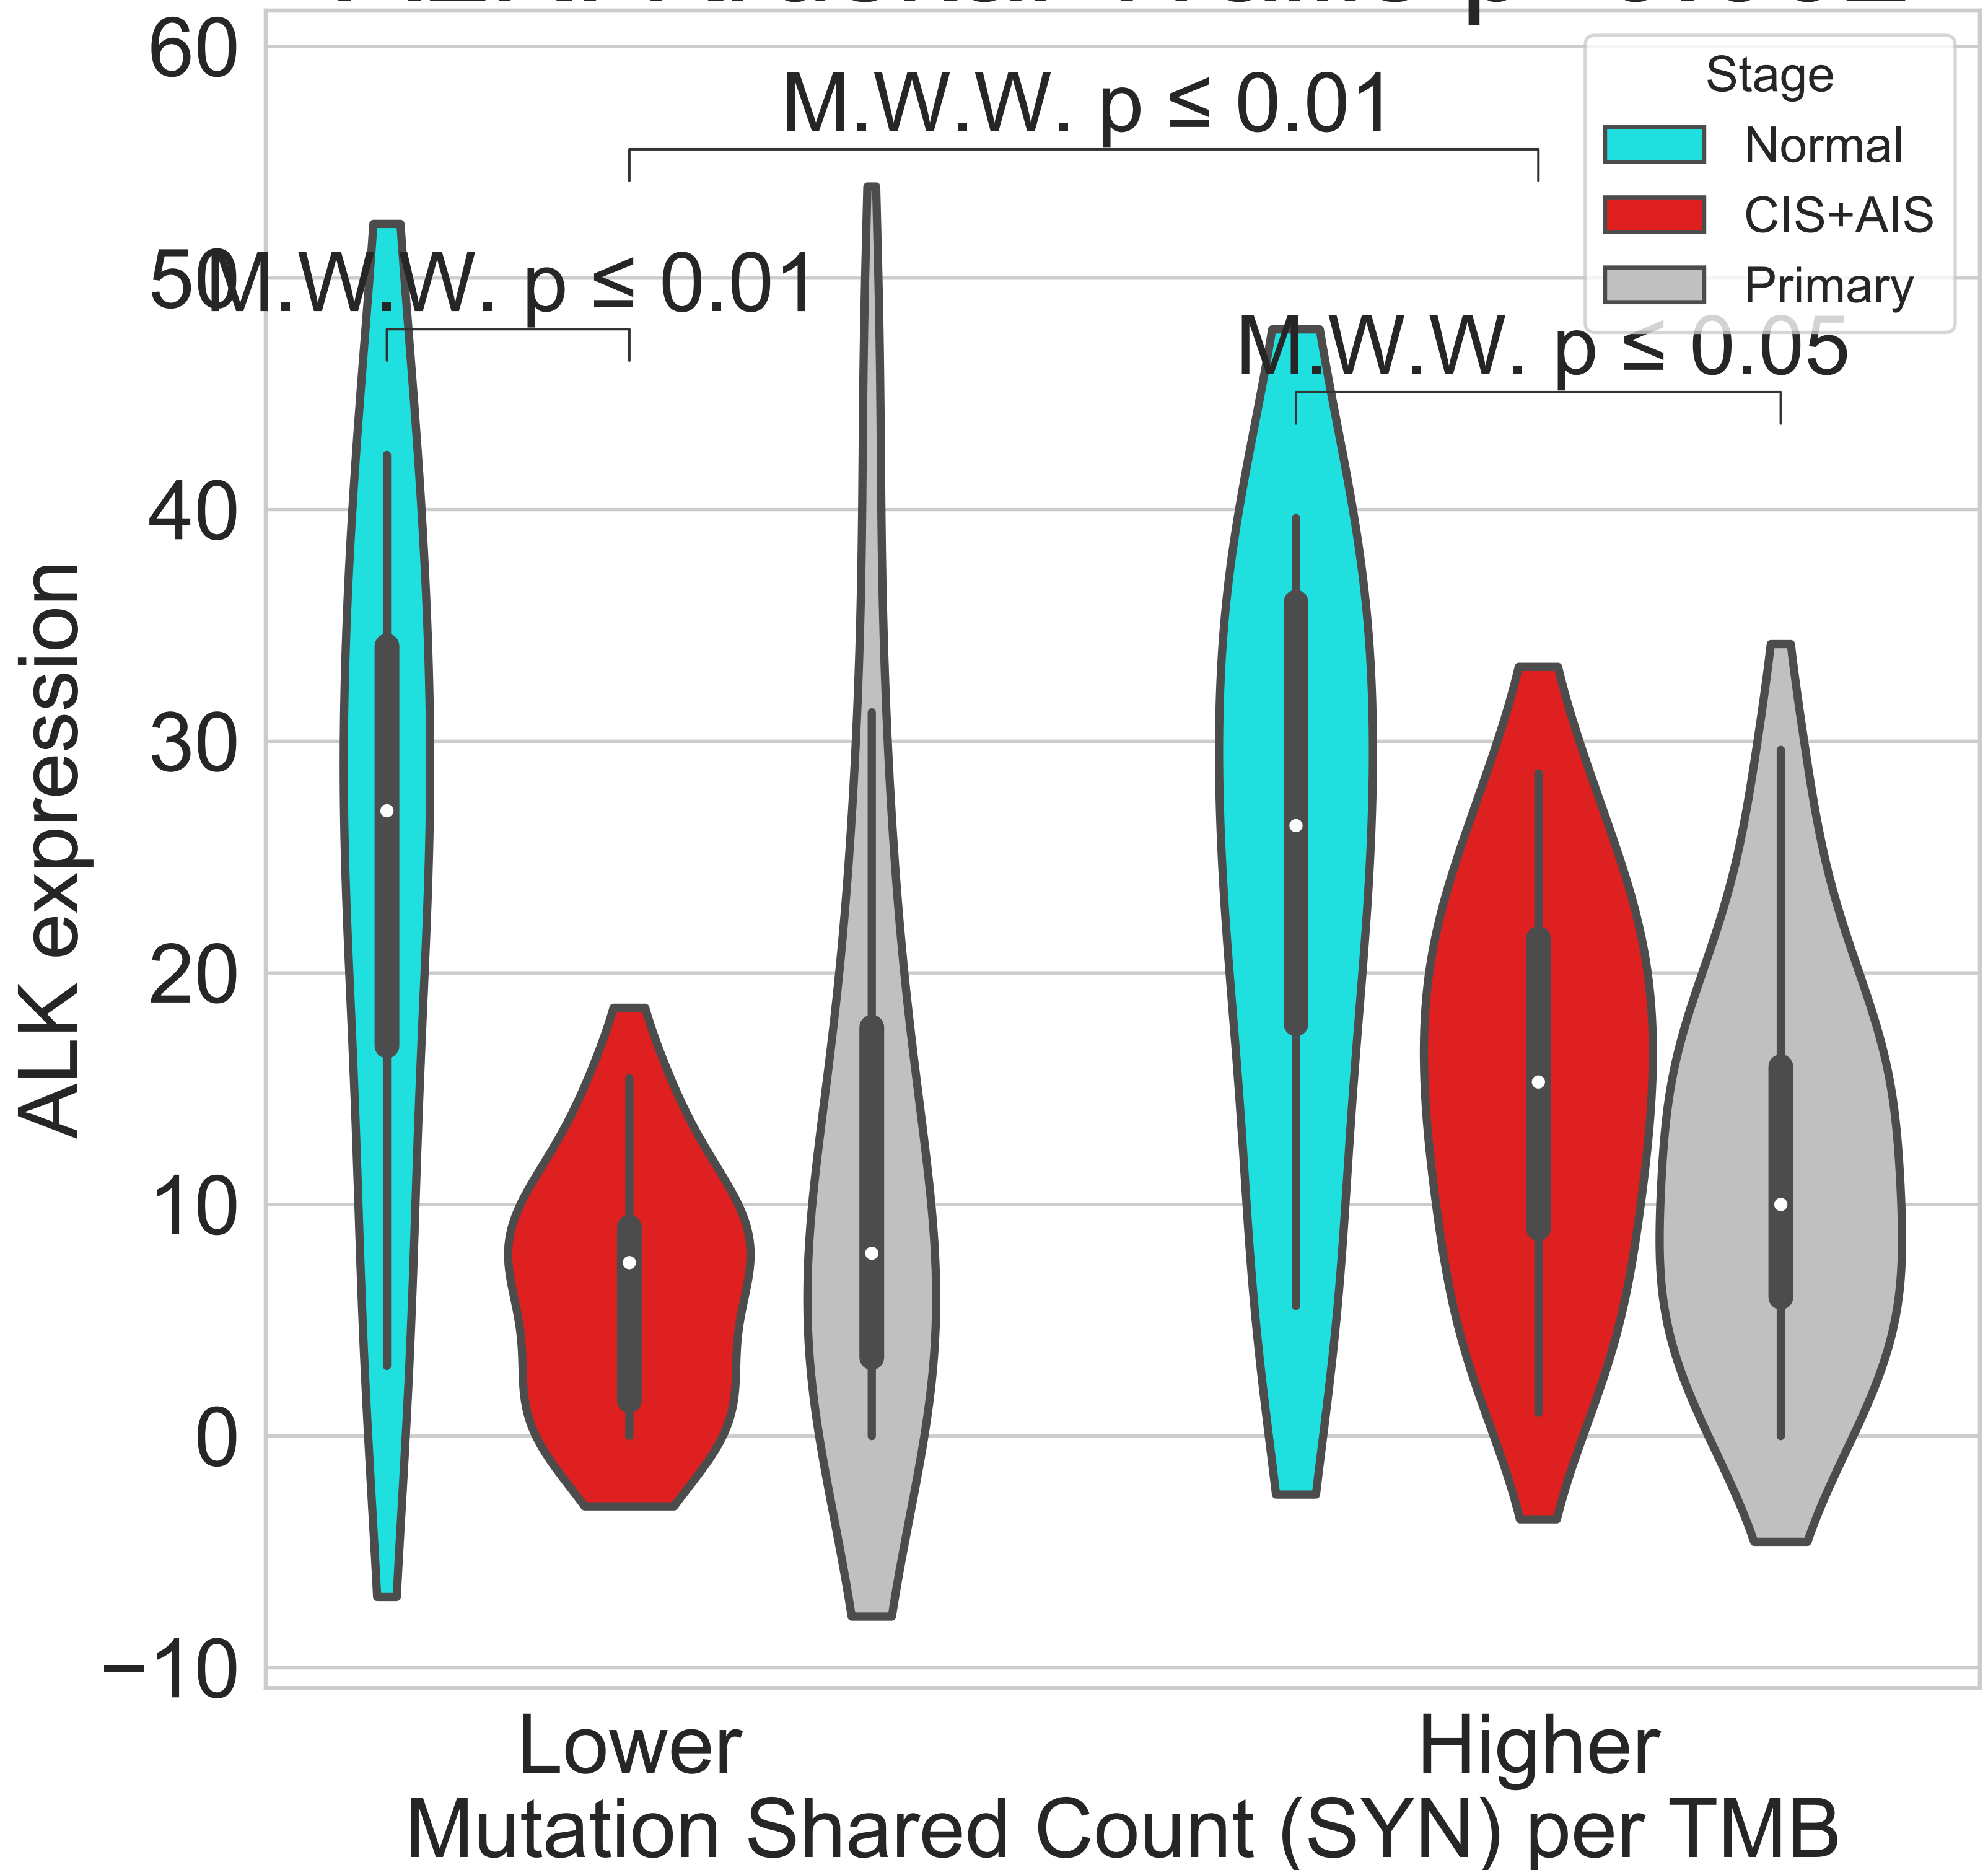 60
50
40
30
20
10
0
−10
ALK expression
M.W.W. p ≤ 0.01
M.W.W. p ≤ 0.01
M.W.W. p ≤ 0.05
Stage
Normal
CIS+AIS
Primary
Lower
Higher
Mutation Shared Count (SYN) per TMB